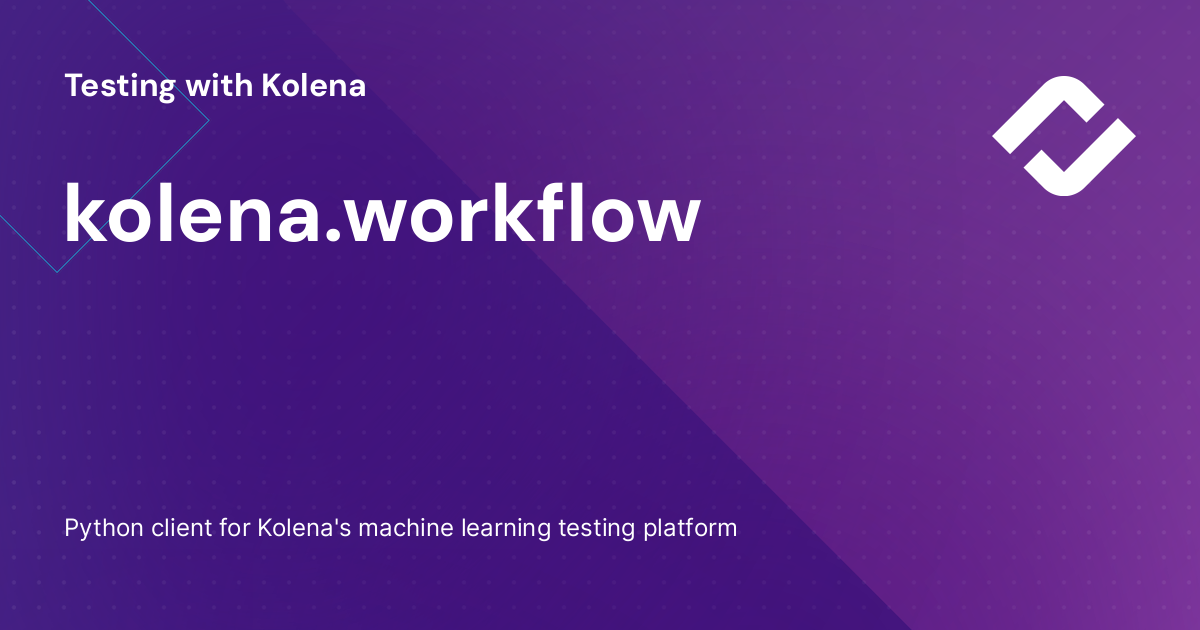 Testing with Kolena
kolena.workflow
Python client for Kolena's machine learning testing platform